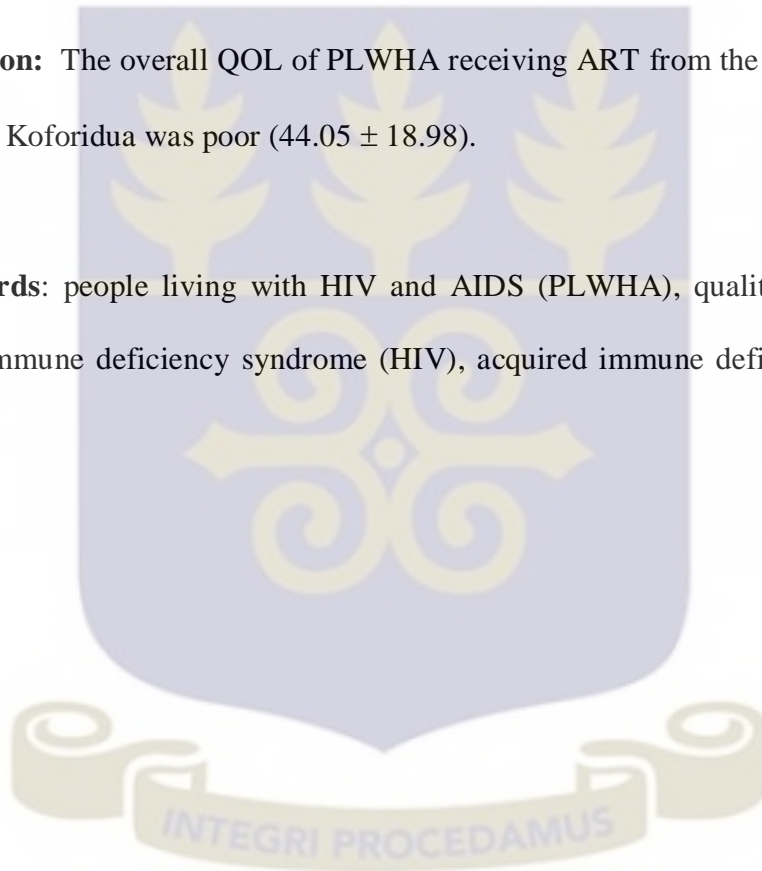 on: The overall QOL of PLWHA receiving ART from the
Koforidua was poor (44.05 ± 18.98).
rds: people living with HIV and AIDS (PLWHA), qualit
mmune deficiency syndrome (HIV), acquired immune defi
INTEGRI PROCEDAMUS